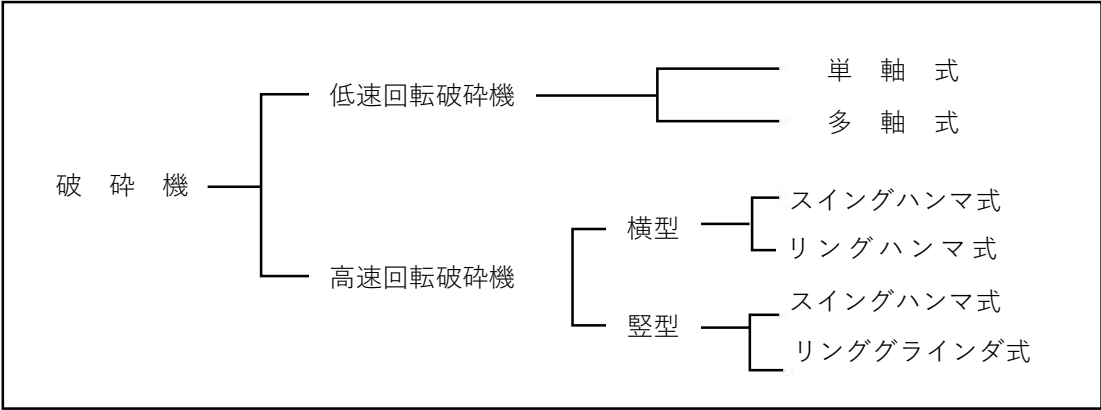 単軸式
低速回転破砕機
多軸式
破砕機
スイングハンマ式
横型
リングハンマ式
高速回転破砕機
スイングハンマ式
竪型
リンググラインダ式